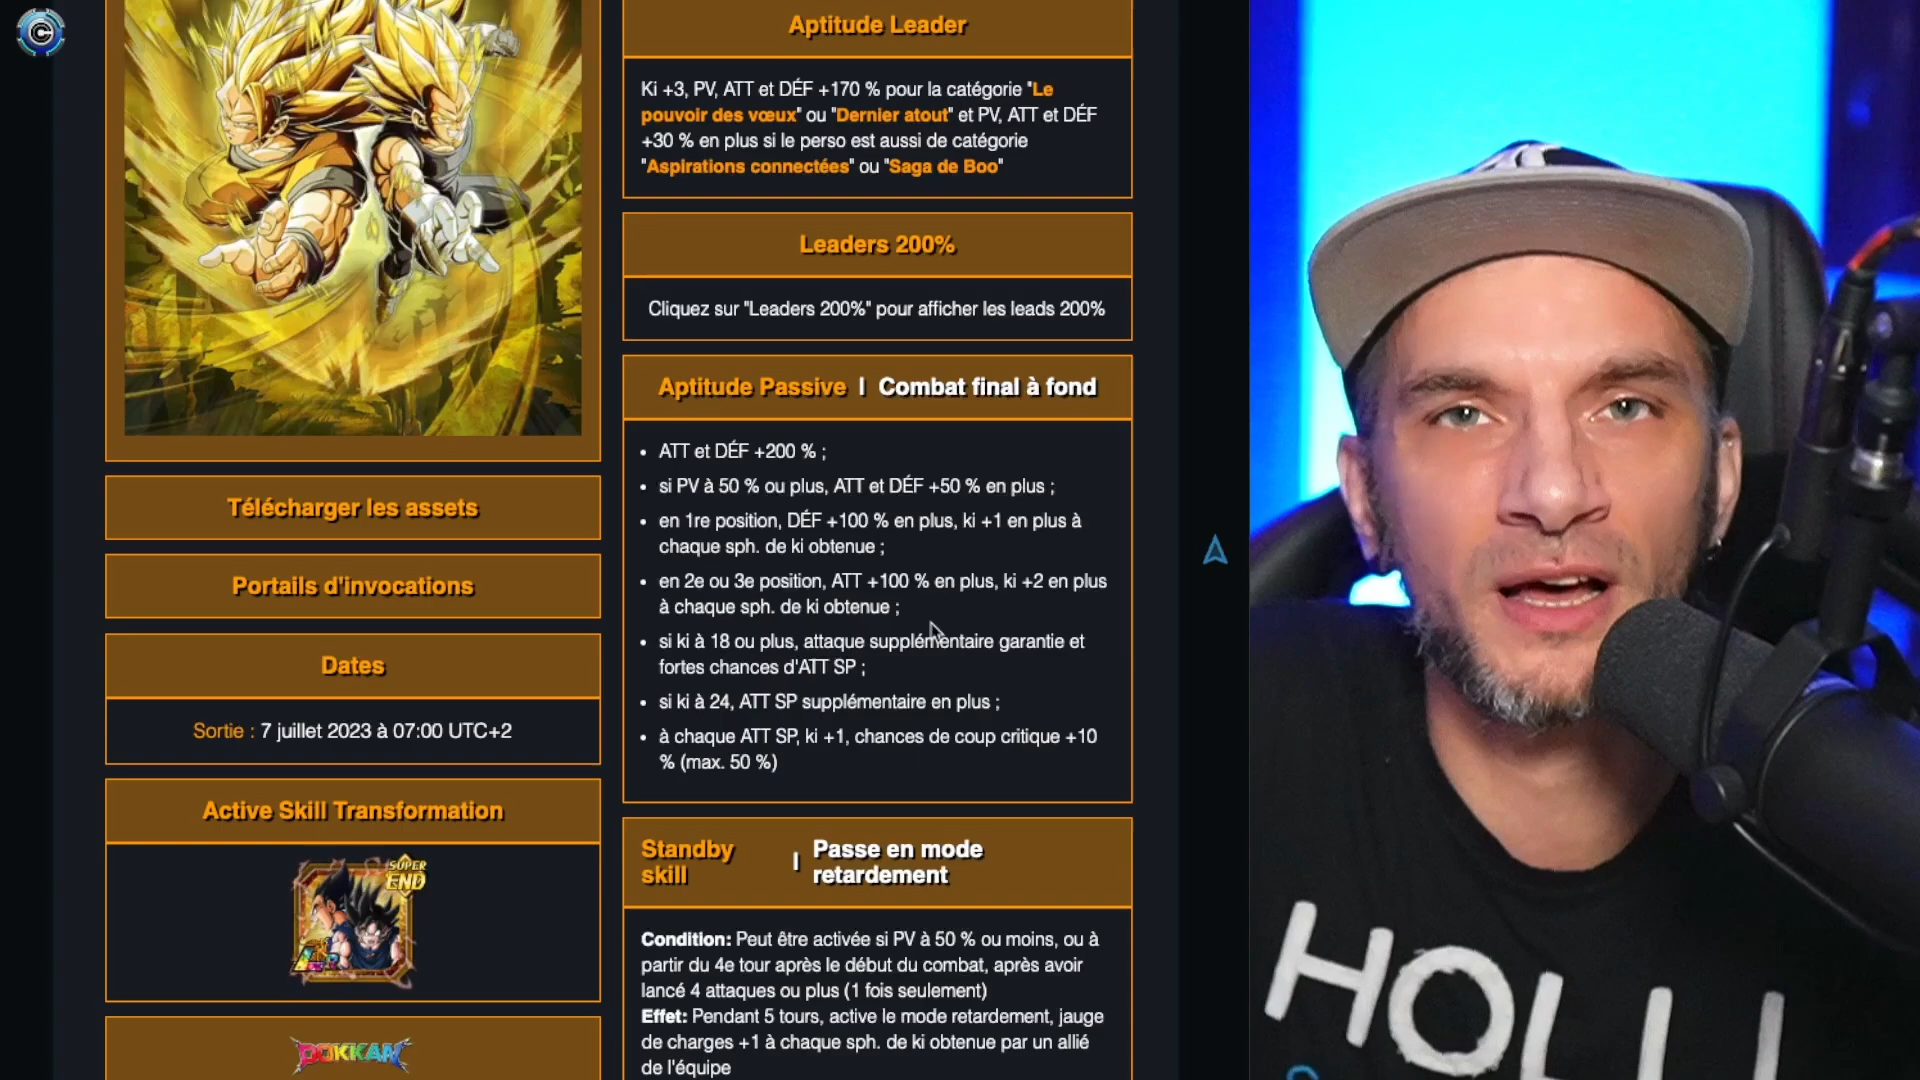 Aptitude Leader
Ki +3, PV, ATT et DÉF +170 % pour la catégorie "Le
pouvoir des vœux" ou "Dernier atout" et PV, ATT et DÉF
+30 % en plus si le perso est aussi de catégorie
"Aspirations connectées" ou "Saga de Boo"
Leaders 200%
Cliquez sur "Leaders 200%" pour afficher les leads 200%
Aptitude Passive | Combat final à fond
• ATT et DÉF +200 % ;
• si PV à 50 % ou plus, ATT et DÉF +50 % en plus ;
• en 1re position, DÉF +100 % en plus, ki +1 en plus à
chaque sph. de ki obtenue ;
• en 2e ou 3e position, ATT +100 % en plus, ki +2 en plus
à chaque sph. de ki obtenue ;
• si ki à 18 ou plus, attaque supplémentaire garantie et
fortes chances d'ATT SP ;
• si ki à 24, ATT SP supplémentaire en plus ;
• à chaque ATT SP, ki +1, chances de coup critique +10
% (max. 50 %)
Standby
skill
|
Passe en mode
retardement
Condition: Peut être activée si PV à 50 % ou moins, ou à
partir du 4e tour après le début du combat, après avoir
lancé 4 attaques ou plus (1 fois seulement)
Effet: Pendant 5 tours, active le mode retardement, jauge
de charges +1 à chaque sph. de ki obtenue par un allié
de l'équipe
Télécharger les assets
Portails d'invocations
Dates
Sortie : 7 juillet 2023 à 07:00 UTC+2
Active Skill Transformation
SUPER
END
LR
DOKKAN
HOLL